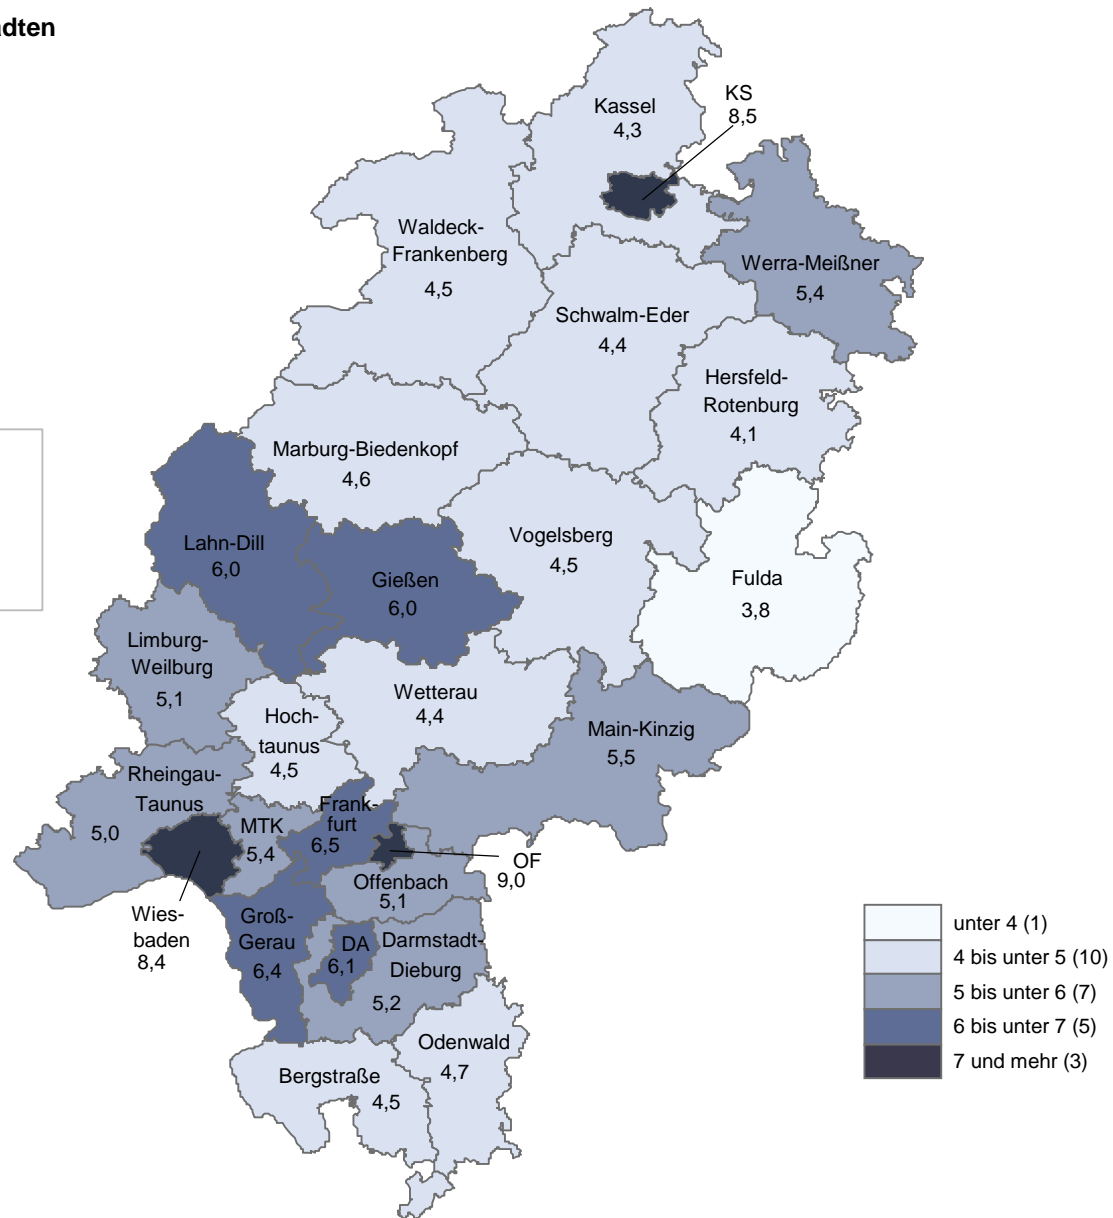 Kassel
4,3
KS
8,5
Waldeck-
Frankenberg
4,5
Werra-Meißner
5,4
Schwalm-Eder
4,4
Hersfeld-
Rotenburg
4,1
Marburg-Biedenkopf
4,6
Lahn-Dill
6,0
Gießen
6,0
Vogelsberg
4,5
Fulda
3,8
Limburg-
Weilburg
5,1
Wetterau
4,4
Hoch-
taunus
4,5
Main-Kinzig
5,5
Rheingau-
Taunus
5,0
MTK
5,4
Frank-
furt
6,5
OF
9,0
Offenbach
5,1
Wies-
baden
8,4
Groß-
Gerau
6,4
DA
6,1
Darmstadt-
Dieburg
5,2
Odenwald
4,7
Bergstraße
4,5
unter 4 (1)
4 bis unter 5 (10)
5 bis unter 6 (7)
6 bis unter 7 (5)
7 und mehr (3)